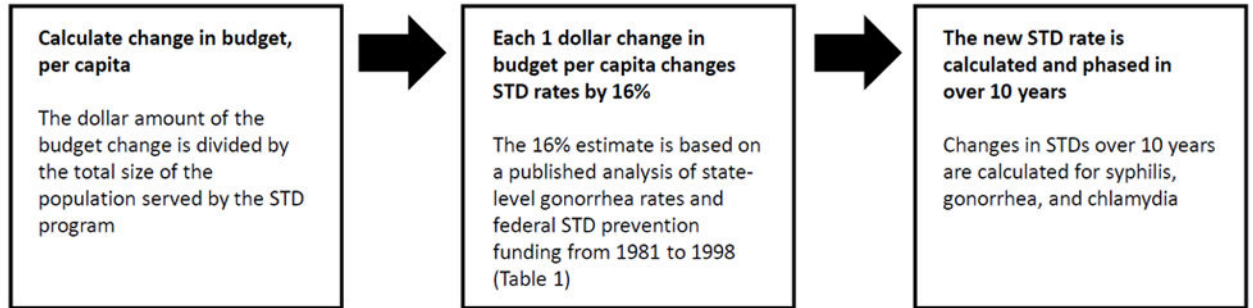 Calculate change in budget,
per capita
The dollar amount of the
budget change is divided by
the total size of the
population served by the STD
program
Each 1 dollar change in
budget per capita changes
STD rates by 16%
The 16% estimate is based on
a published analysis of state-
level gonorrhea rates and
federal STD prevention
funding from 1981 to 1998
(Table 1)
The new STD rate is
calculated and phased in
over 10 years
Changes in STDs over 10 years
are calculated for syphilis,
gonorrhea, and chlamydia